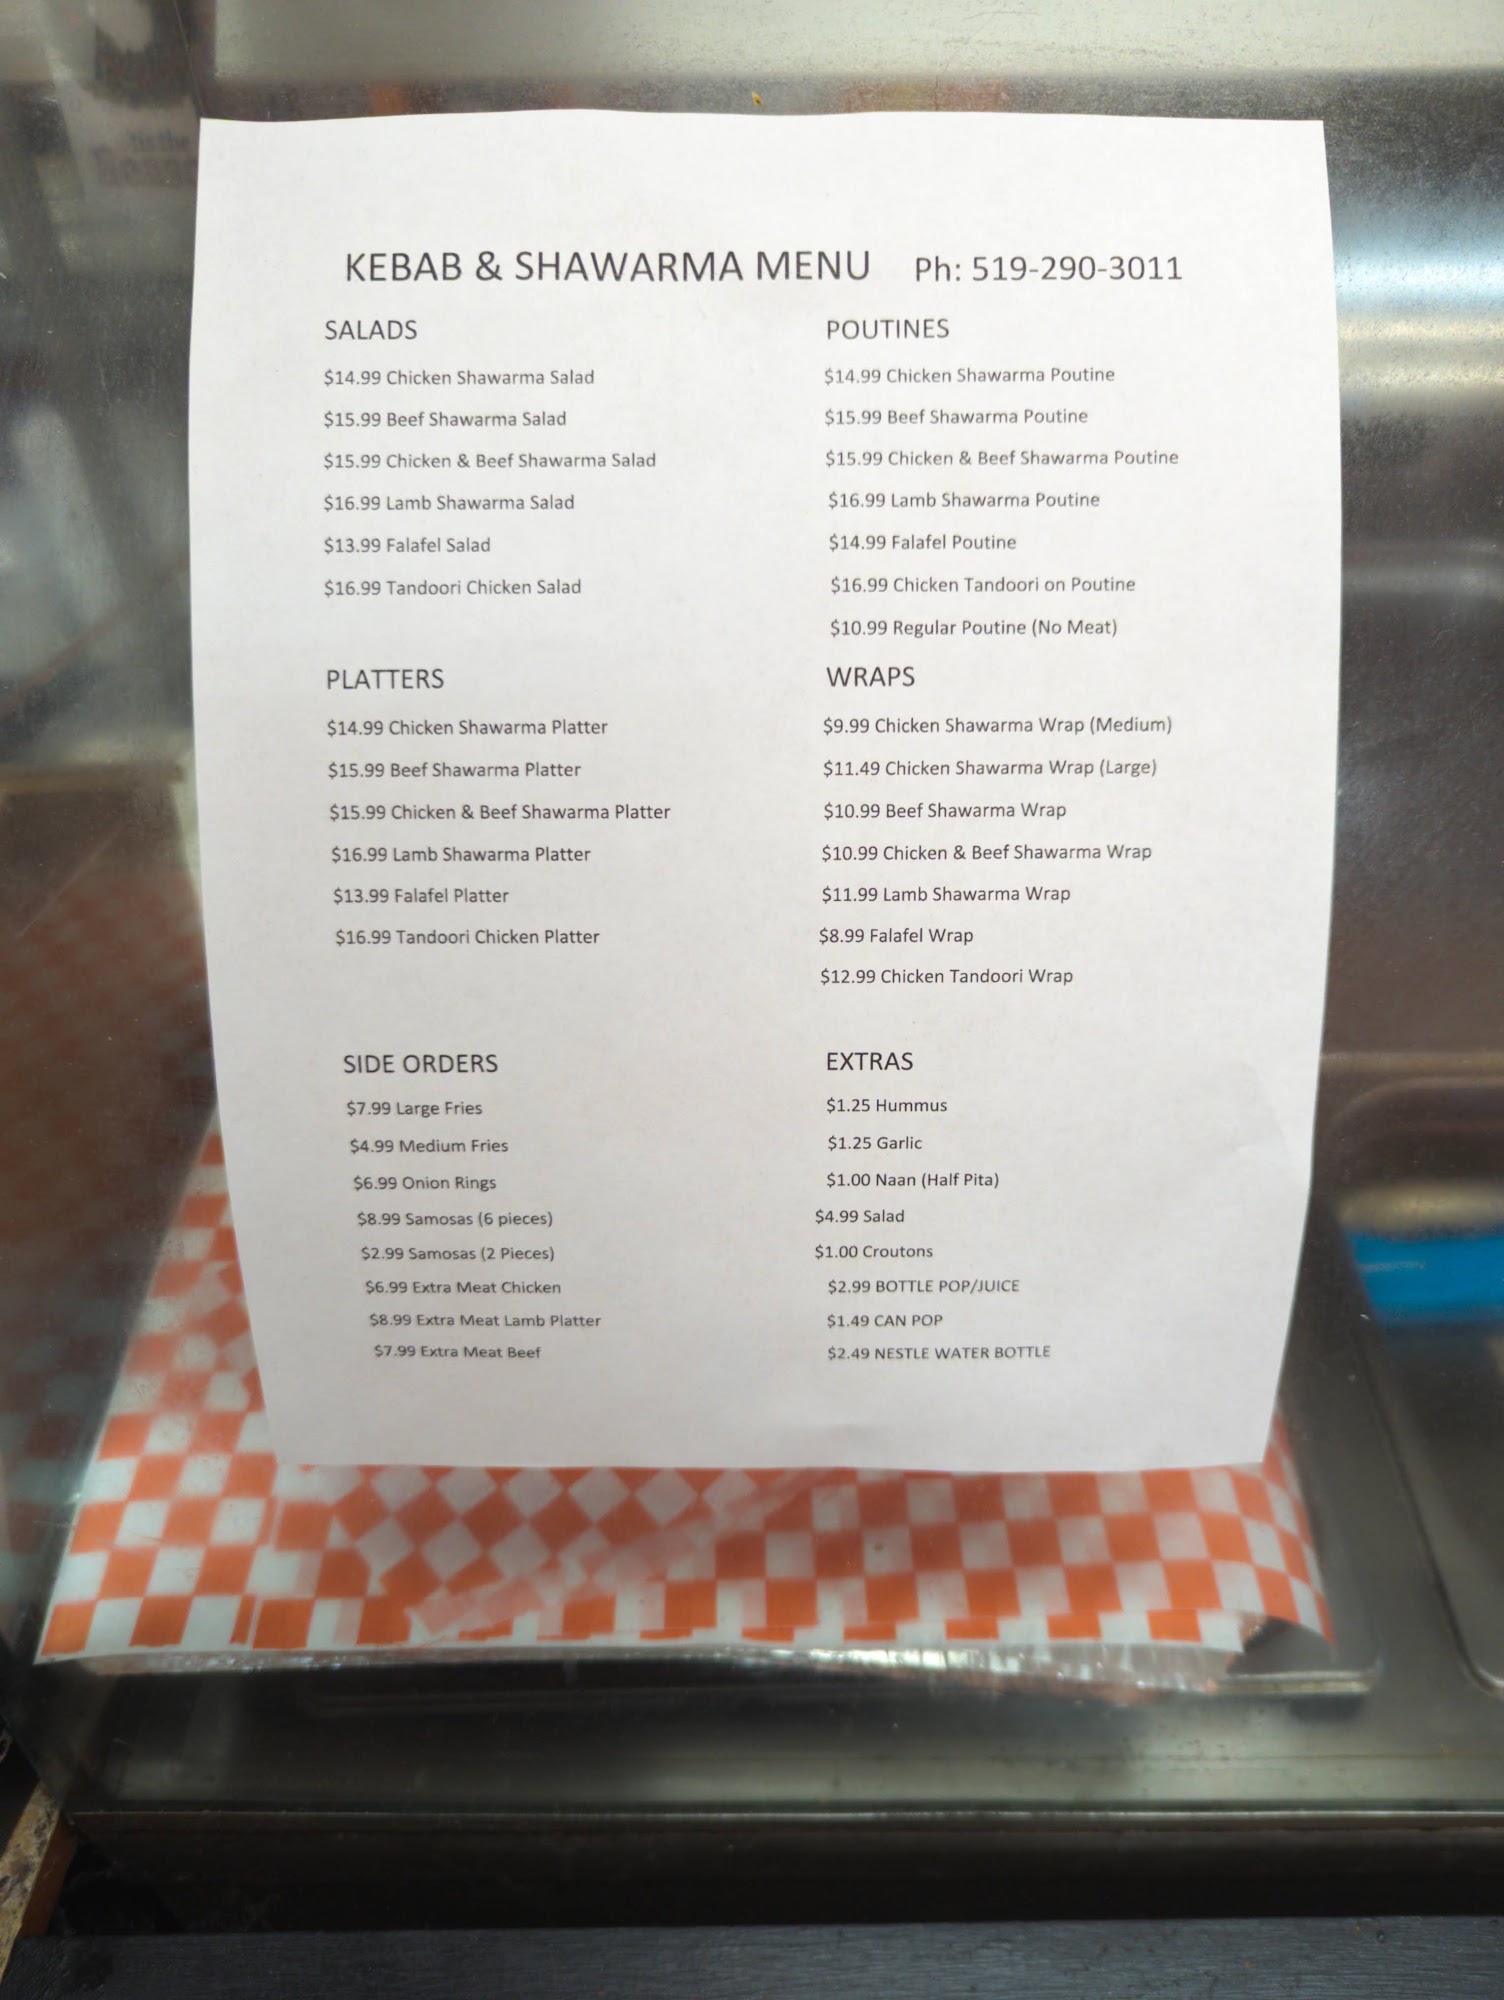 KEBAB & SHAWARMA MENU Ph: 519-290-3011
SALADS
$14.99 Chicken Shawarma Salad
$15.99 Beef Shawarma Salad
$15.99 Chicken & Beef Shawarma Salad
$16.99 Lamb Shawarma Salad
$13.99 Falafel Salad
$16.99 Tandoori Chicken Salad
POUTINES
$14.99 Chicken Shawarma Poutine
$15.99 Beef Shawarma Poutine
$15.99 Chicken & Beef Shawarma Poutine
$16.99 Lamb Shawarma Poutine
$14.99 Falafel Poutine
$16.99 Chicken Tandoori on Poutine
$10.99 Regular Poutine (No Meat)
PLATTERS
$14.99 Chicken Shawarma Platter
$15.99 Beef Shawarma Platter
$15.99 Chicken & Beef Shawarma Platter
$16.99 Lamb Shawarma Platter
$13.99 Falafel Platter
$16.99 Tandoori Chicken Platter
WRAPS
$9.99 Chicken Shawarma Wrap (Medium)
$11.49 Chicken Shawarma Wrap (Large)
$10.99 Beef Shawarma Wrap
$10.99 Chicken & Beef Shawarma Wrap
$11.99 Lamb Shawarma Wrap
$8.99 Falafel Wrap
$12.99 Chicken Tandoori Wrap
SIDE ORDERS
$7.99 Large Fries
$4.99 Medium Fries
$6.99 Onion Rings
$8.99 Samosas (6 pieces)
$2.99 Samosas (2 Pieces)
$6.99 Extra Meat Chicken
$8.99 Extra Meat Lamb Platter
$7.99 Extra Meat Beef
EXTRAS
$1.25 Hummus
$1.25 Garlic
$1.00 Naan (Half Pita)
$4.99 Salad
$1.00 Croutons
$2.99 BOTTLE POP/JUICE
$1.49 CAN POP
$2.49 NESTLE WATER BOTTLE